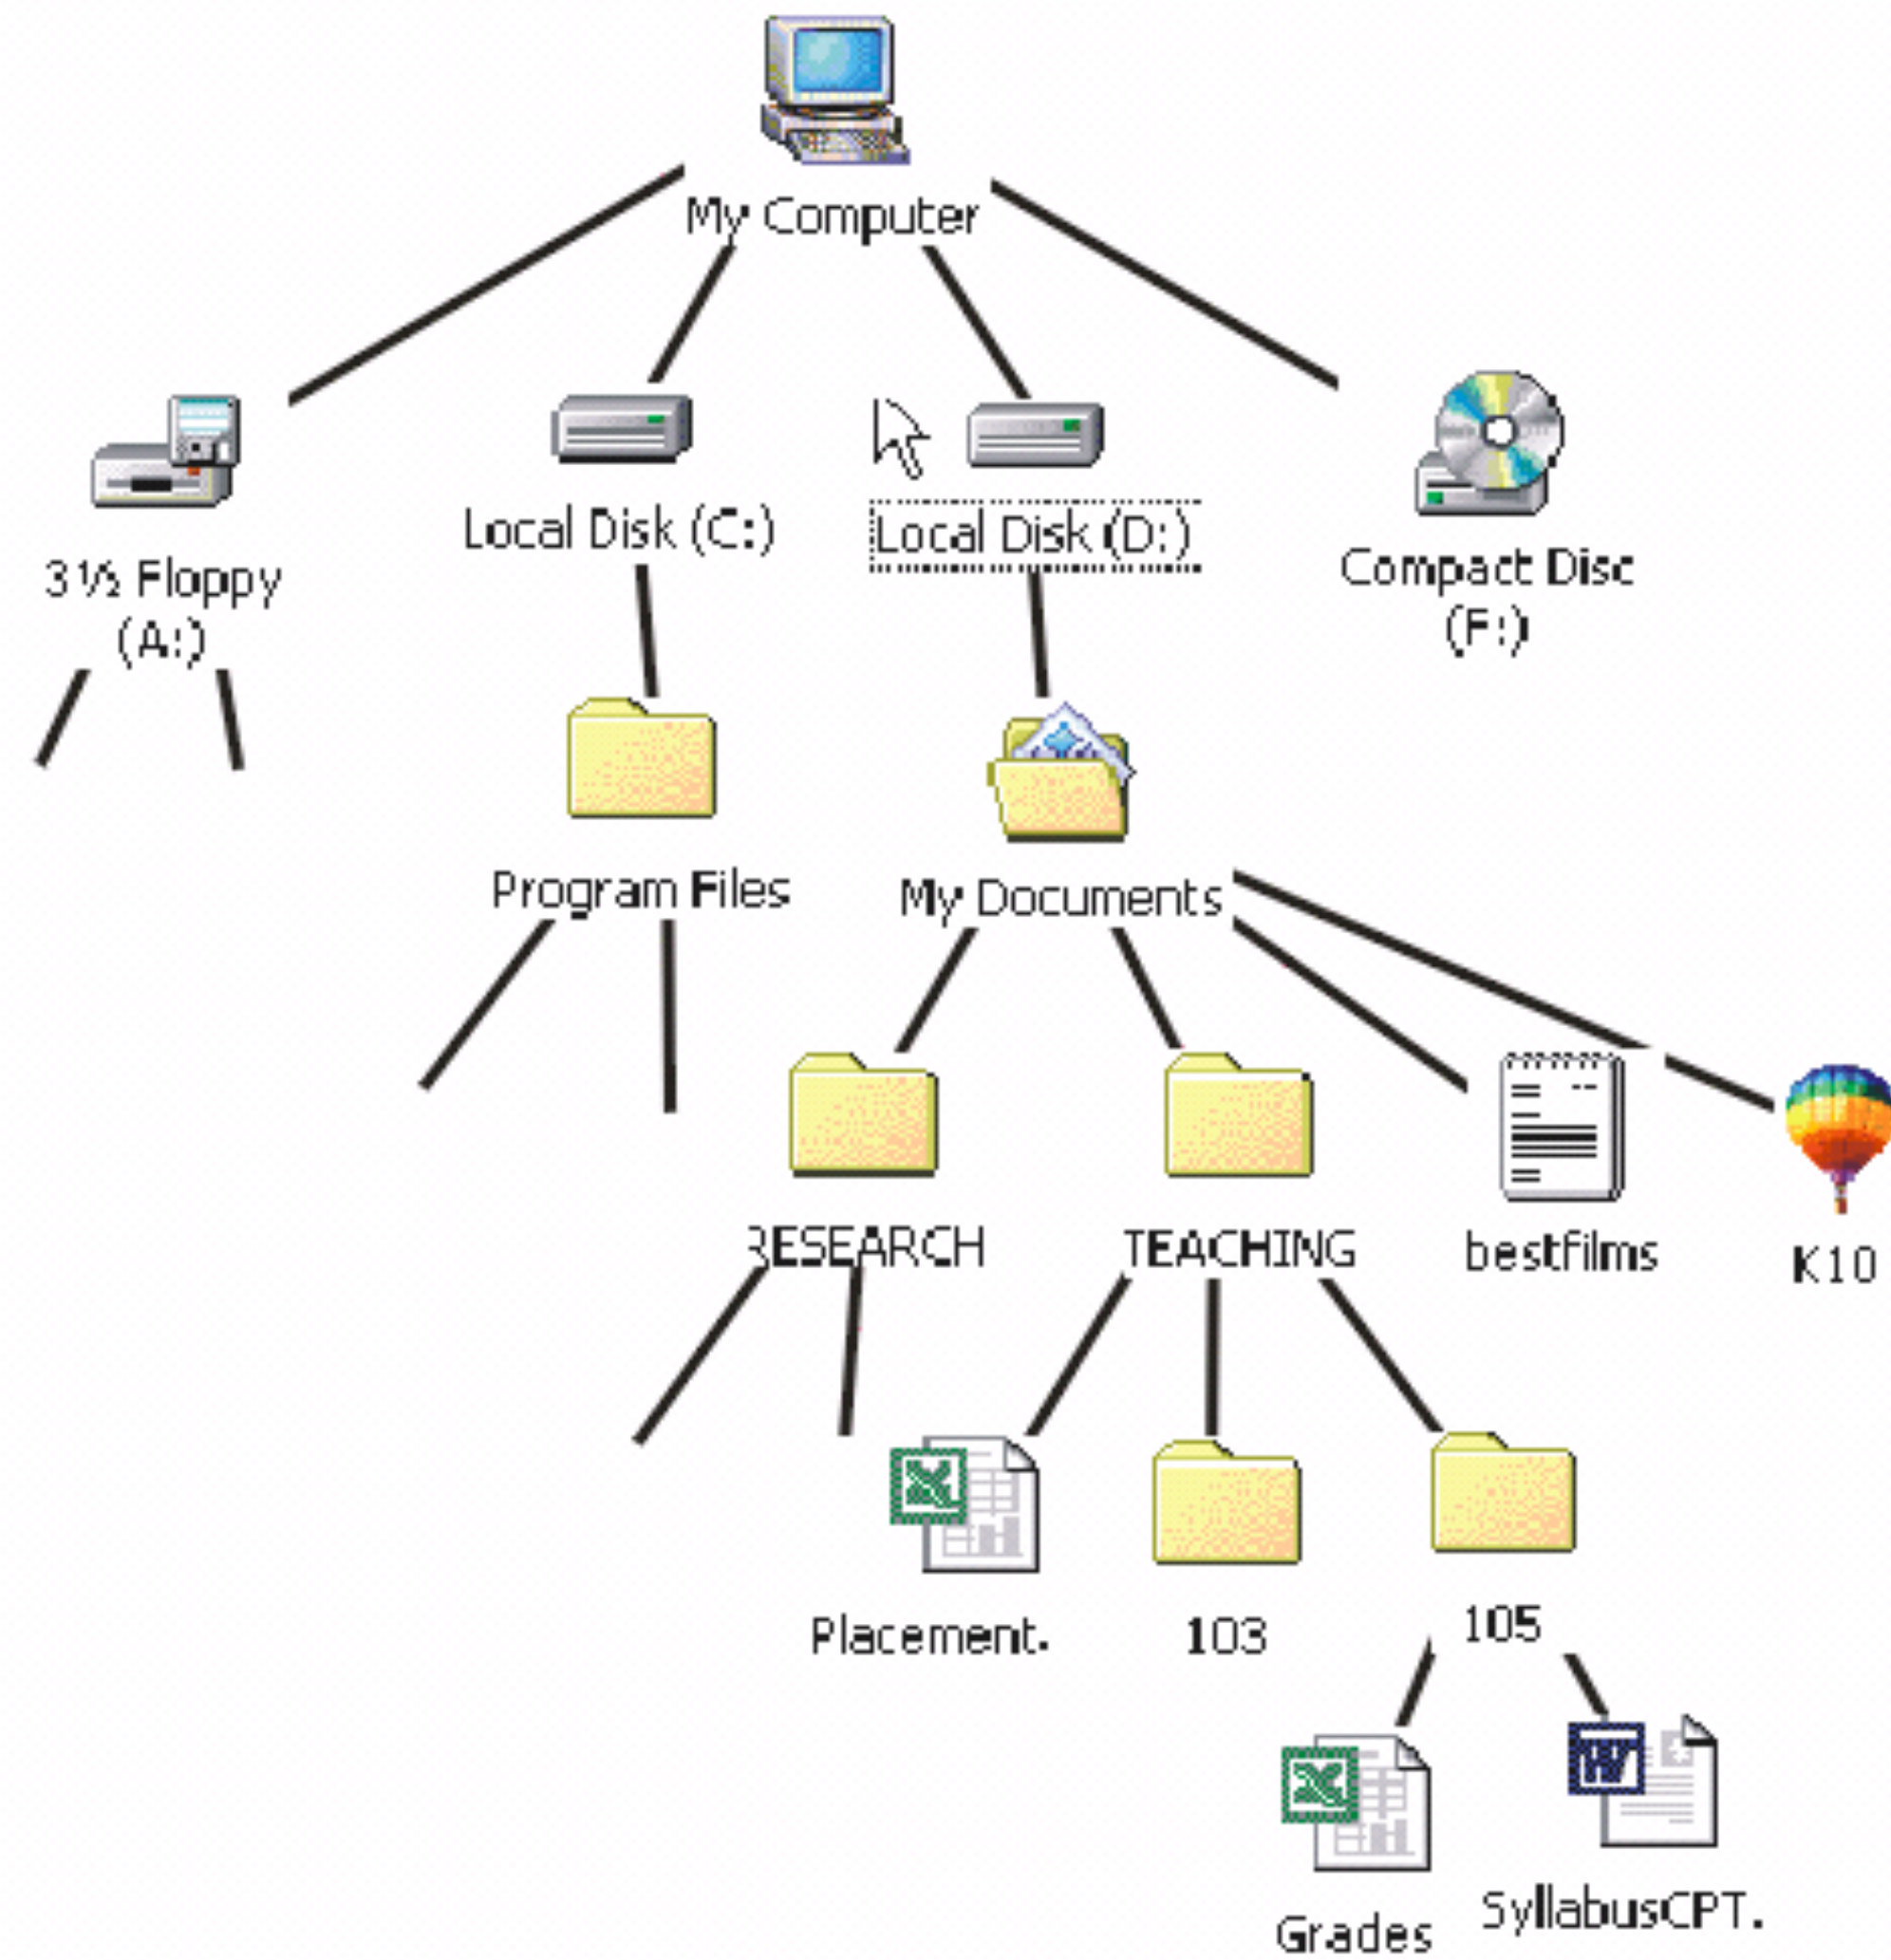 My Computer
3½ Floppy
(A:)
Local Disk (C:)
Local Disk (D:)
Compact Disc
(F:)
Program Files
My Documents
RESEARCH
TEACHING
bestfilms
K10
Placement.
103
105
Grades
SyllabusCPT.